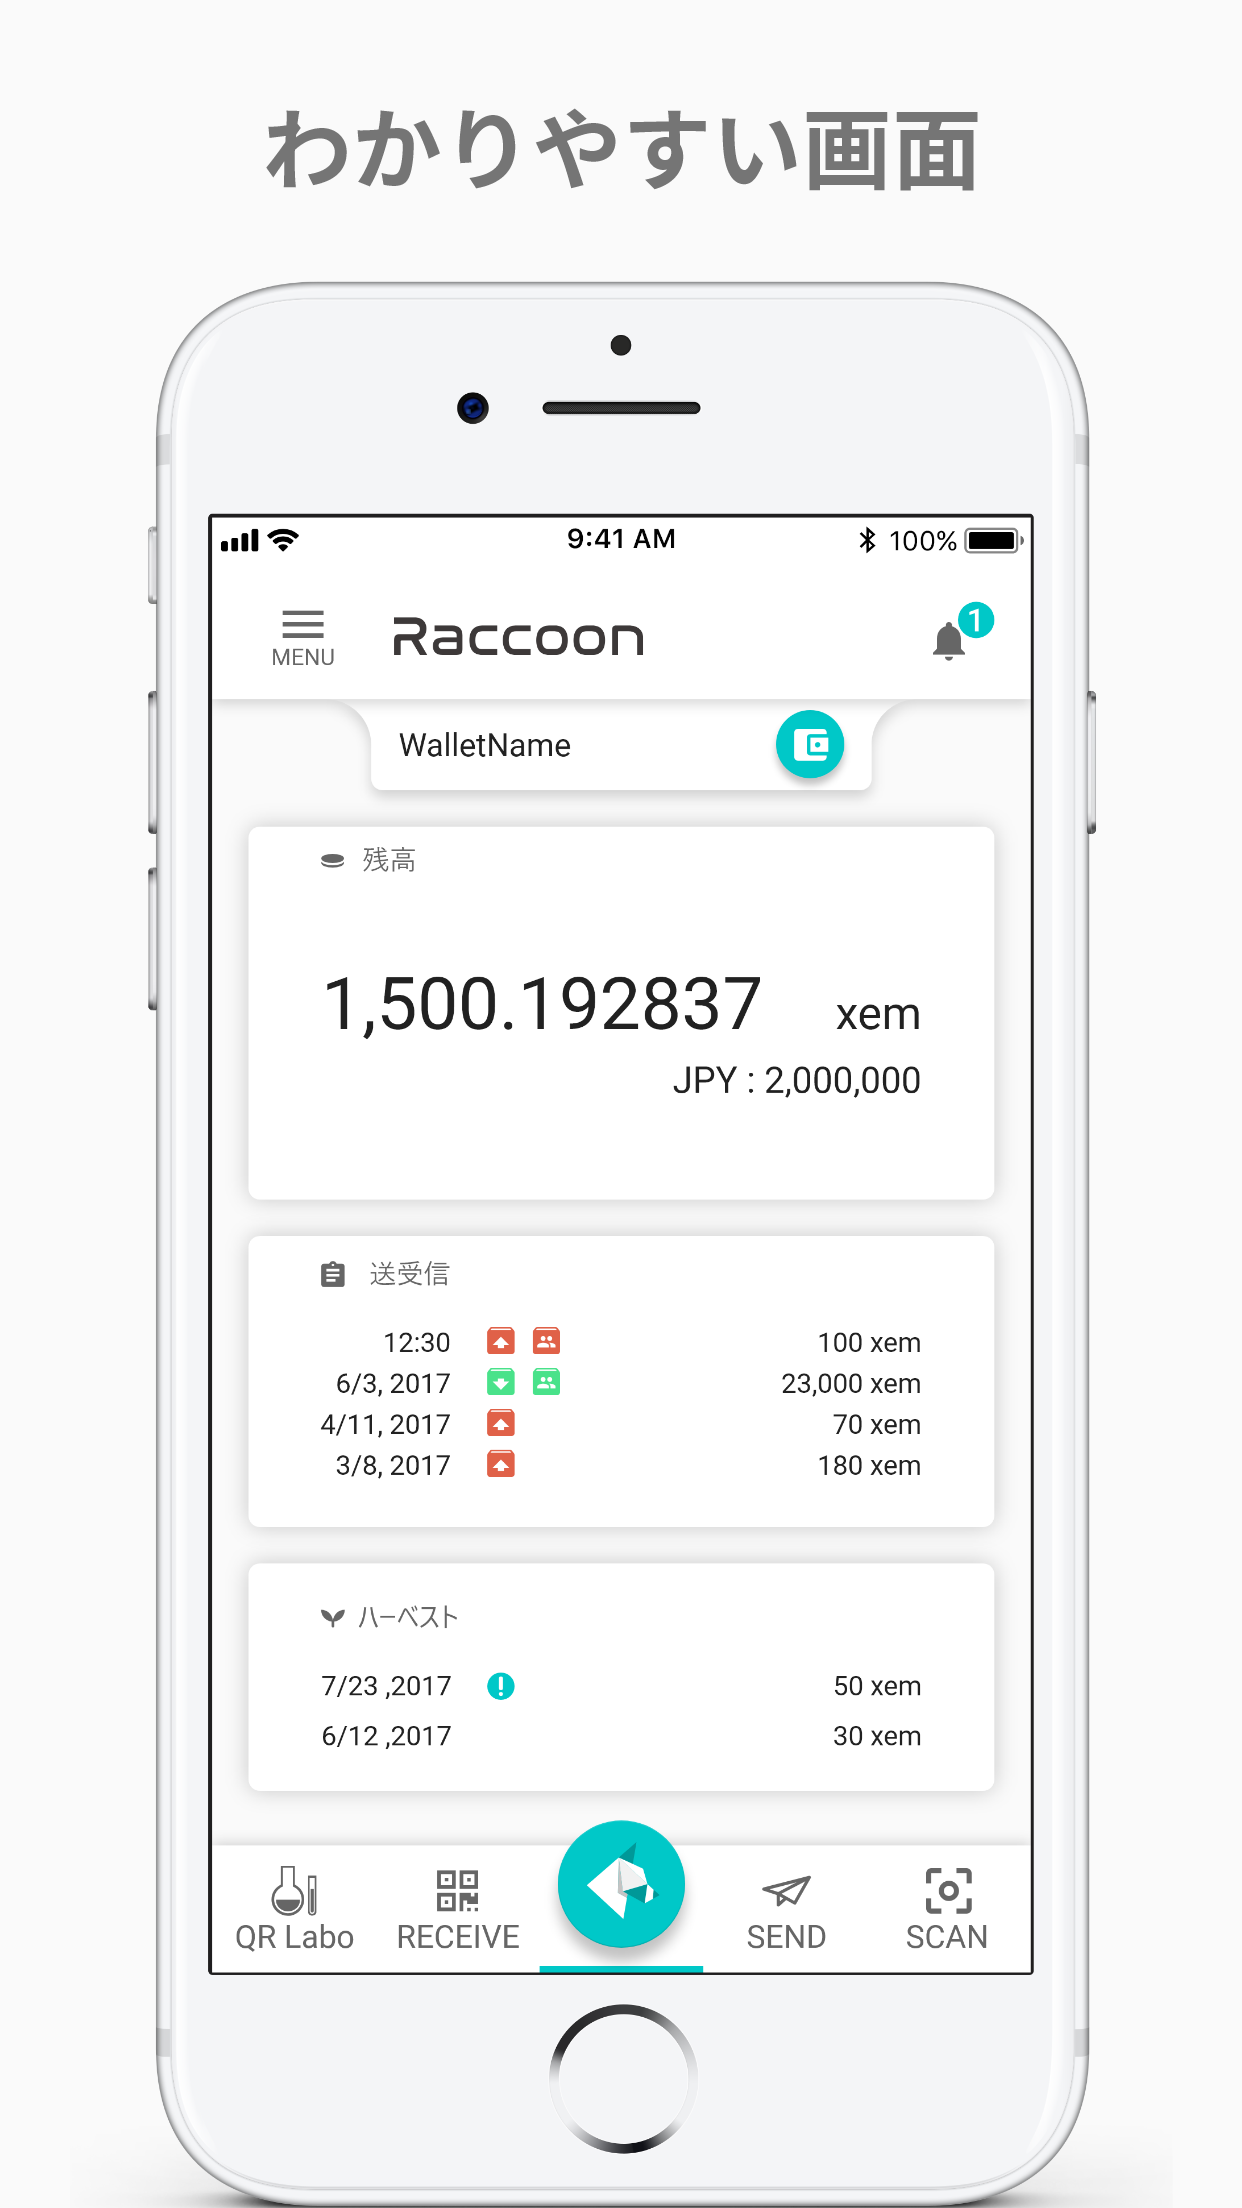 わかりやすい画面
9:41 AM
100%
MENU
Raccoon
1
WalletName
残高
1,500.192837 xem
JPY : 2,000,000
送受信
12:30 100 xem
6/3, 2017 23,000 xem
4/11, 2017 70 xem
3/8, 2017 180 xem
ハーベスト
7/23 ,2017 50 xem
6/12 ,2017 30 xem
QR Labo
RECEIVE
SEND
SCAN